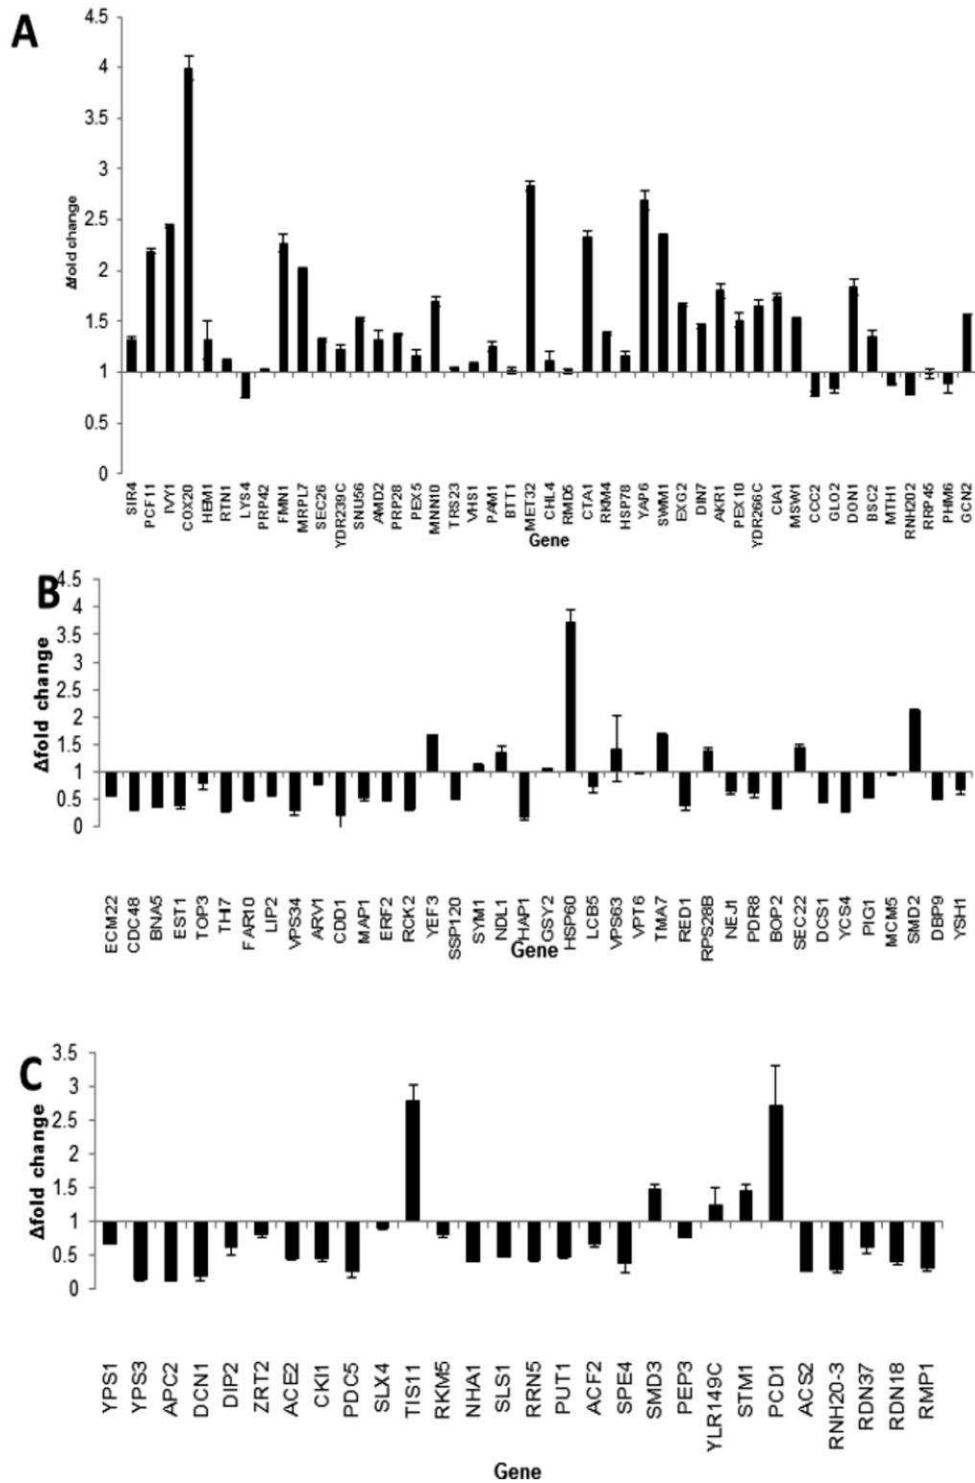 A
4.5
4
3.5
3
2.5
2
1.5
1
0.5
0
Δfold change
SIR4 PCF11 IVY1 COX20 HEM1 RTN1 LYS4 PRP42 FMN1 MRPL7 SEC26 YDR239C SNU56 AMD2 PRP28 PEX5 MNN10 TRS23 VHS1 PAM1 BTT1 MET32 CHL4 RMD5 CTA1 RKM4 HSP78 YAP6 SWM1 EXG2 DIN7 AKR1 PEX10 YDR266C CIA1 MSW1 CCC2 GLO2 DON1 BSC2 MTH1 RNH202 RRP45 PHM6 GCN2
Gene
B
4.5
4
3.5
3
2.5
2
1.5
1
0.5
0
Δfold change
ECM22 CDC48 BNA5 EST1 TOP3 TH7 FAR10 LIP2 VPS34 ARV1 CDD1 MAP1 ERF2 RCK2 YEF3 SSP120 SYM1 NDL1 HAP1 GSY2 HSP60 LCB5 VPS63 VPT6 TMA7 RED1 RPS28B NEJ1 PDR8 BOP2 SEC22 DCS1 YCS4 PIG1 MCM5 SMD2 DBP9 YSH1
Gene
C
3.5
3
2.5
2
1.5
1
0.5
0
Δfold change
YPS1 YPS3 APC2 DCN1 DIP2 ZRT2 ACE2 CKI1 PDC5 SLX4 TIS11 RKM5 NHA1 SLS1 RRN5 PUT1 ACF2 SPE4 SMD3 PEP3 YLR149C STM1 PCD1 ACS2 RNH20-3 RDN37 RDN18 RMP1
Gene